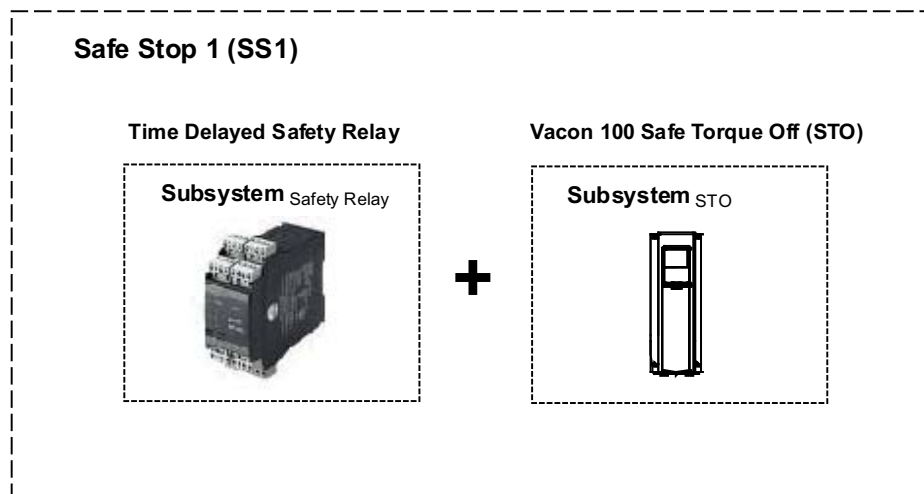 Safe Stop 1 (SS1)
Time Delayed Safety Relay
Vacon 100 Safe Torque Off (STO)
Subsystem Safety Relay
Subsystem STO
+